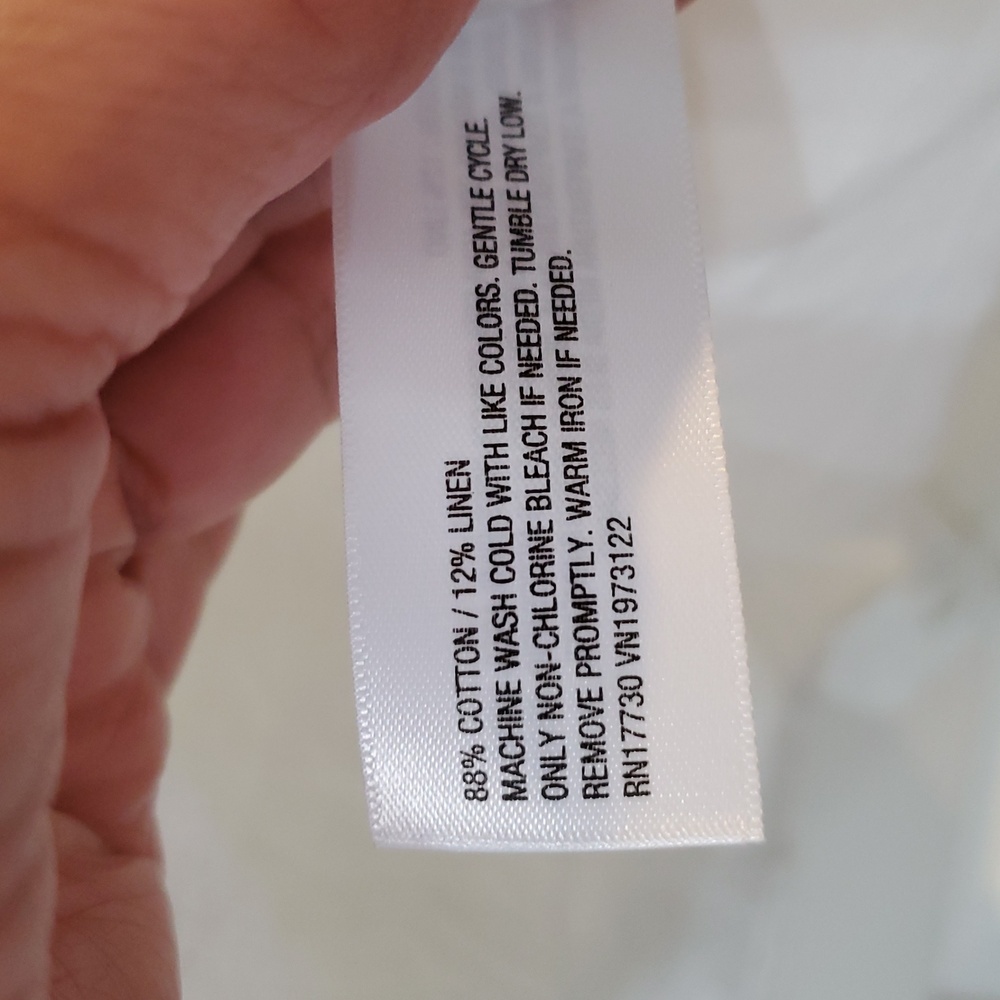 88% COTTON / 12% LINEN
MACHINE WASH COLD WITH LIKE COLORS. GENTLE CYCLE.
ONLY NON-CHLORINE BLEACH IF NEEDED. TUMBLE DRY LOW.
REMOVE PROMPTLY. WARM IRON IF NEEDED.
RN17730 VN1973122